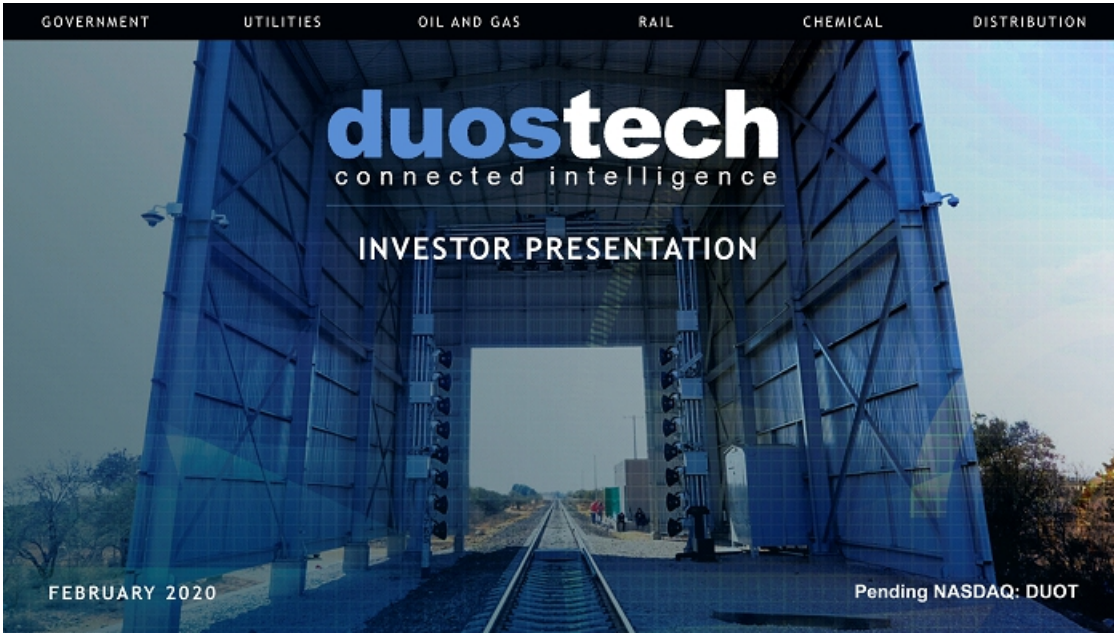 GOVERNMENT UTILITIES OIL AND GAS RAIL CHEMICAL DISTRIBUTION
duostech
connected intelligence
INVESTOR PRESENTATION
FEBRUARY 2020 Pending NASDAQ: DUOT